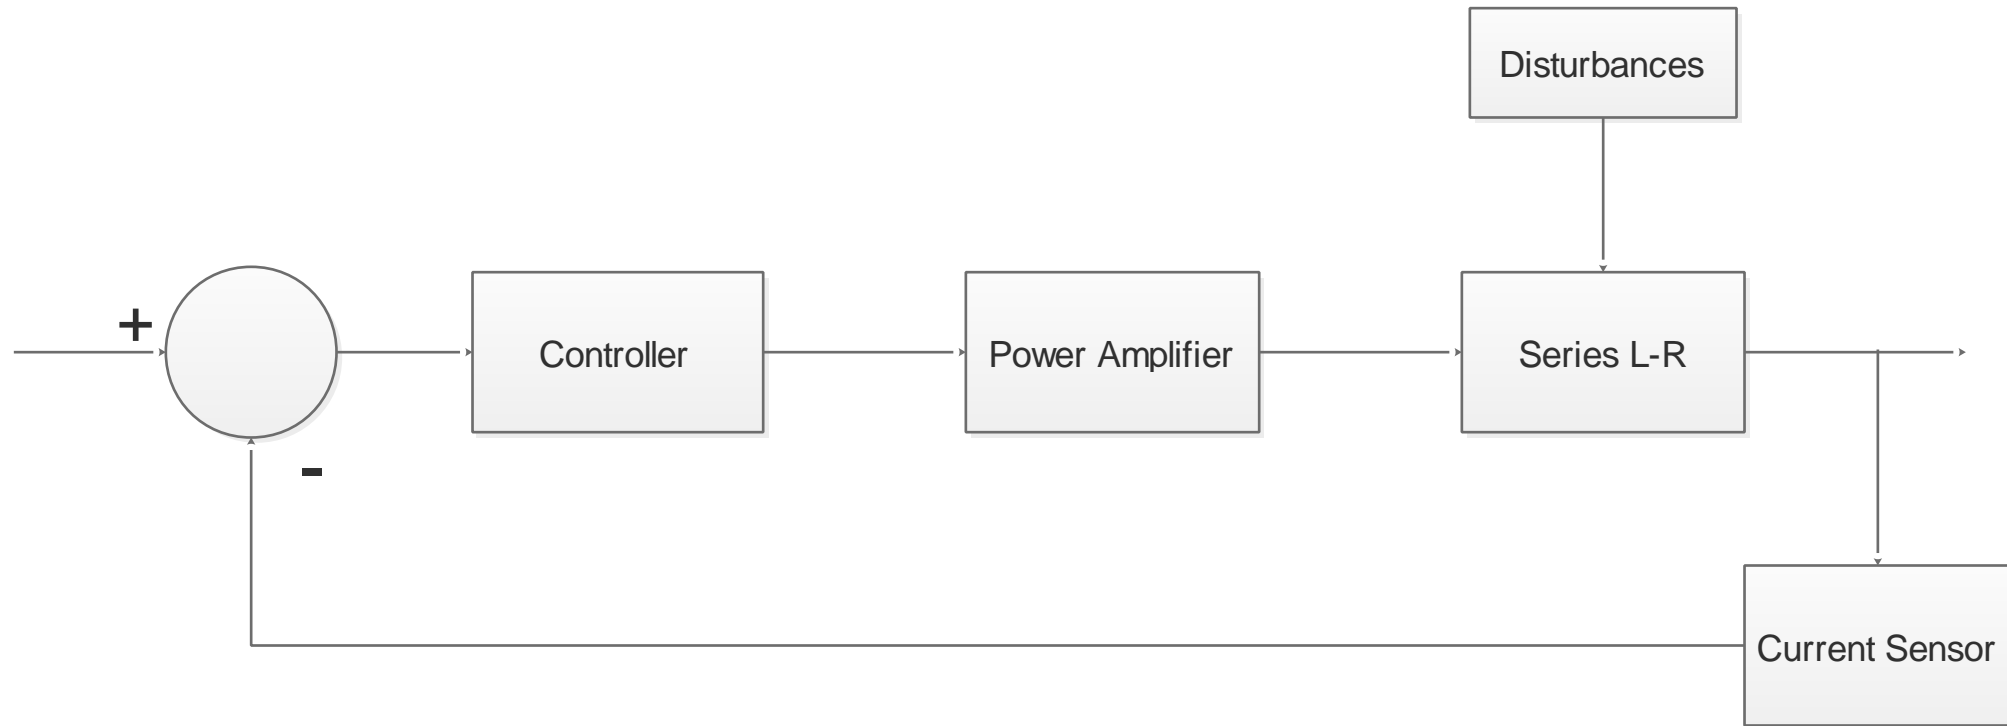 Disturbances
+
Controller
Power Amplifier
Series L-R
-
Current Sensor